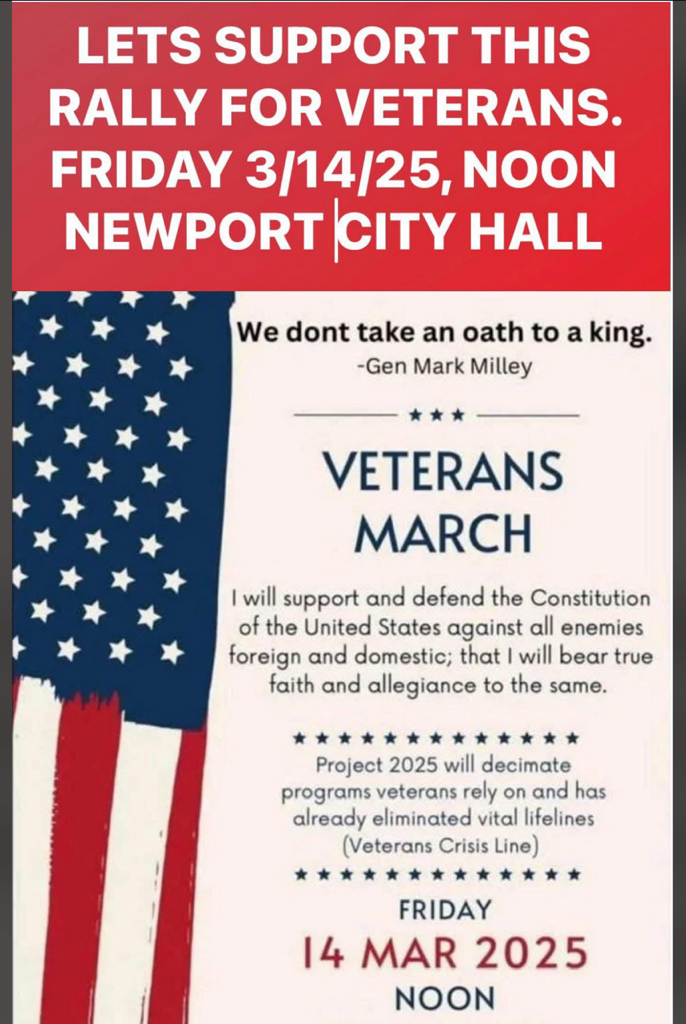 LETS SUPPORT THIS
RALLY FOR VETERANS.
FRIDAY 3/14/25, NOON
NEWPORT CITY HALL
We dont take an oath to a king.
-Gen Mark Milley
VETERANS
MARCH
I will support and defend the Constitution
of the United States against all enemies
foreign and domestic; that I will bear true
faith and allegiance to the same.
Project 2025 will decimate
programs veterans rely on and has
already eliminated vital lifelines
(Veterans Crisis Line)
FRIDAY
14 MAR 2025
NOON